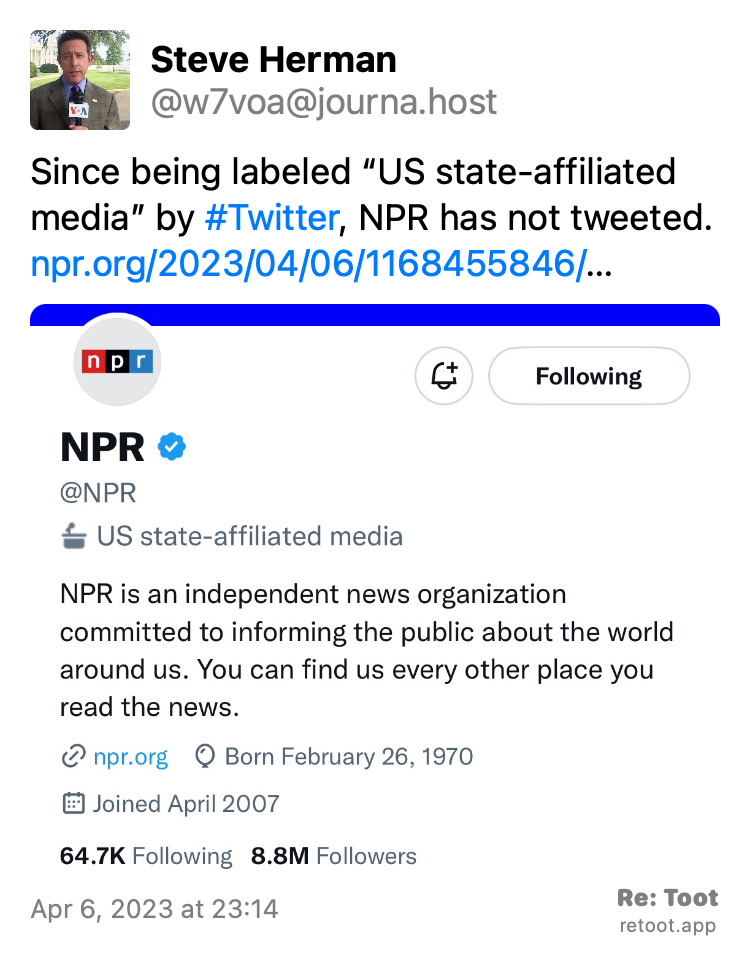 Steve Herman
@w7voa@journa.host
Since being labeled “US state-affiliated
media” by #Twitter, NPR has not tweeted.
npr.org/2023/04/06/1168455846/...
npr
Following
NPR
@NPR
US state-affiliated media
NPR is an independent news organization
committed to informing the public about the world
around us. You can find us every other place you
read the news.
npr.org Born February 26, 1970
Joined April 2007
64.7K Following 8.8M Followers
Apr 6, 2023 at 23:14
Re: Toot
retoot.app